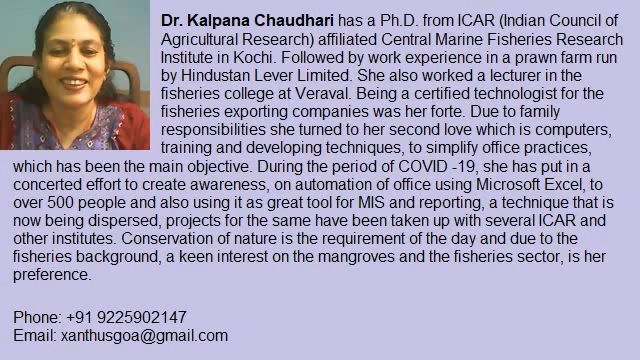 Dr. Kalpana Chaudhari has a Ph.D. from ICAR (Indian Council of
Agricultural Research) affiliated Central Marine Fisheries Research
Institute in Kochi. Followed by work experience in a prawn farm run
by Hindustan Lever Limited. She also worked a lecturer in the
fisheries college at Veraval. Being a certified technologist for the
fisheries exporting companies was her forte. Due to family
responsibilities she turned to her second love which is computers,
training and developing techniques, to simplify office practices,
which has been the main objective. During the period of COVID -19, she has put in a
concerted effort to create awareness, on automation of office using Microsoft Excel, to
over 500 people and also using it as great tool for MIS and reporting, a technique that is
now being dispersed, projects for the same have been taken up with several ICAR and
other institutes. Conservation of nature is the requirement of the day and due to the
fisheries background, a keen interest on the mangroves and the fisheries sector, is her
preference.
Phone: +91 9225902147
Email: xanthusgoa@gmail.com